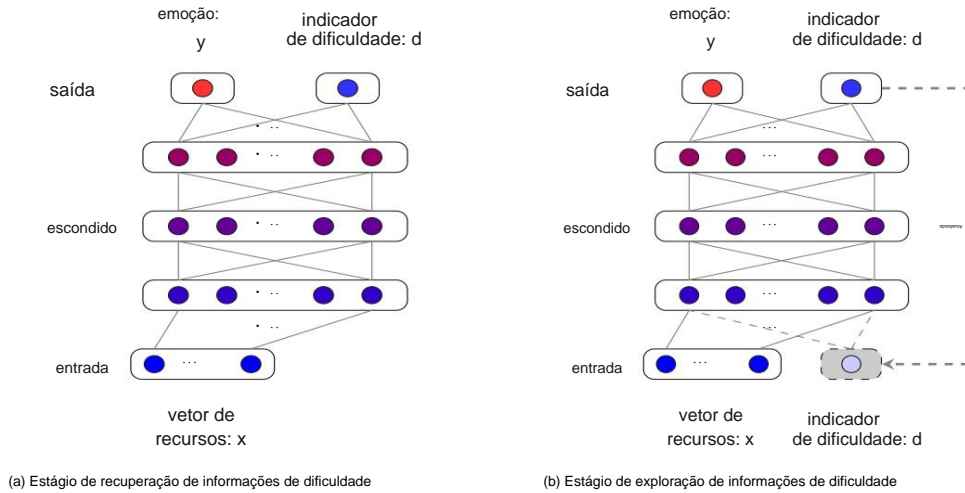 emoção:
y
indicador
de dificuldade: d
saída
escondido
entrada
vetor de
recursos: x
(a) Estágio de recuperação de informações de dificuldade
emoção:
y
indicador
de dificuldade: d
saída
escondido
entrada
vetor de
recursos: x
indicador
de dificuldade: d
(b) Estágio de exploração de informações de dificuldade